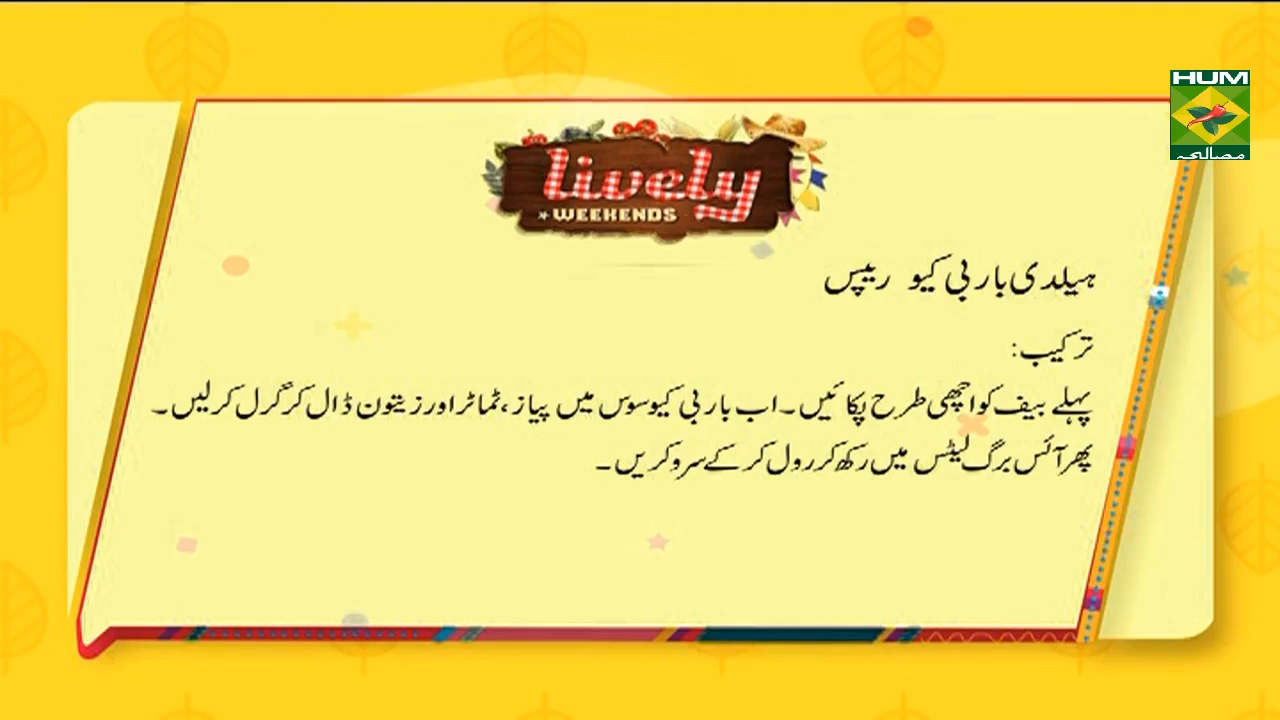 HUM
مصالحہ
lively
WEEKENDS
ہیلدی باربی کیو ریپس
ترکیب:
پہلے بیف کو اچھی طرح پکائیں۔ اب باربی کیو سوس میں پیاز، ٹماٹر اور زیتون ڈال کر گرل کرلیں۔
پھر آئس برگ لیٹس میں رکھ کر رول کر کے سرو کریں۔